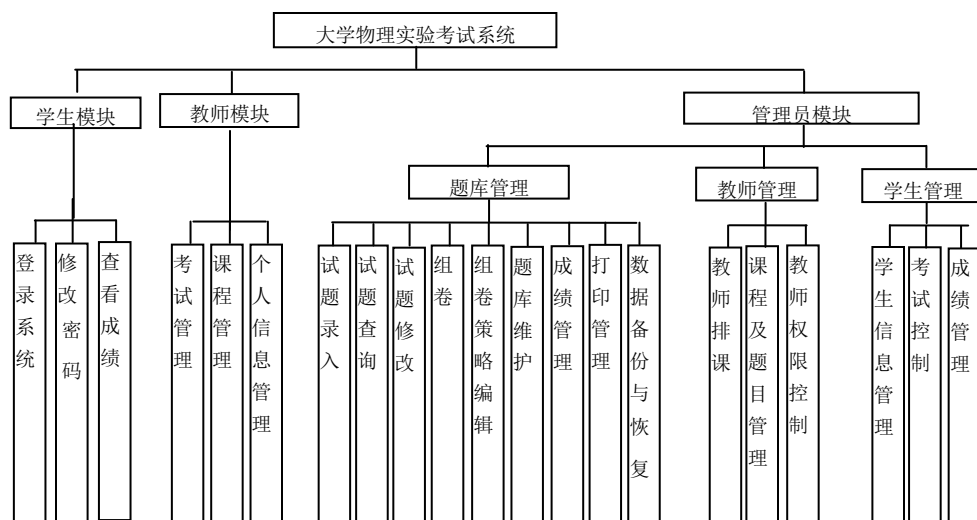 大学物理实验考试系统
学生模块
教师模块
管理员模块
题库管理
教师管理
学生管理
登录系统
修改密码
查看成绩
考试管理
课程管理
个人信息管理
试题录入
试题查询
试题修改
组卷
组卷策略编辑
题库维护
成绩管理
打印管理
数据备份与恢复
教师排课
课程及题目管理
教师权限控制
学生信息管理
考试控制
成绩管理